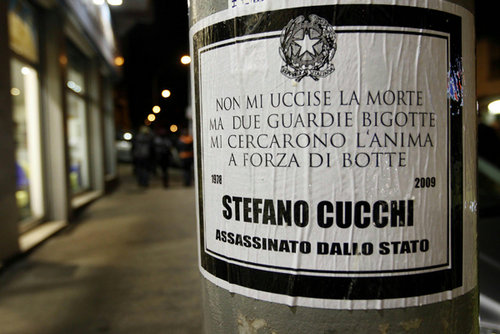 NON MI UCCISE LA MORTE
MA DUE GUARDIE BIGOTTE
MI CERCARONO L'ANIMA
A FORZA DI BOTTE
1978 2009
STEFANO CUCCHI
ASSASSINATO DALLO STATO